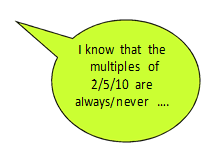 I know that the
multiples of
2/5/10 are
always/never ....